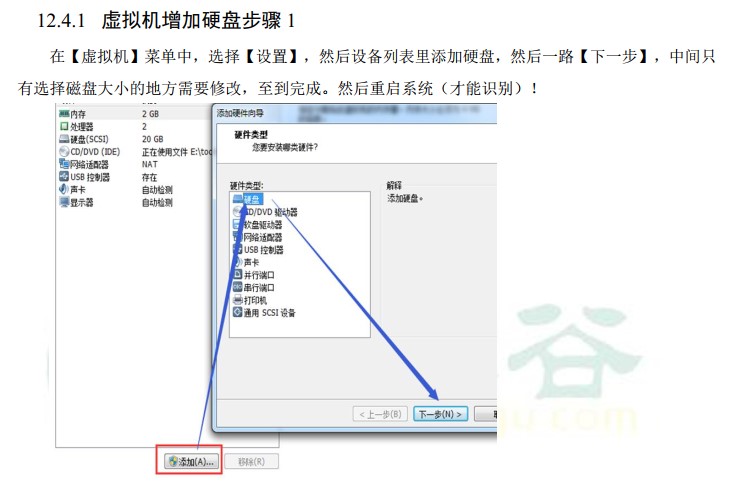 12.4.1 虚拟机增加硬盘步骤 1
在【虚拟机】菜单中，选择【设置】，然后设备列表里添加硬盘，然后一路【下一步】，中间只
有选择磁盘大小的地方需要修改，至到完成。然后重启系统（才能识别）！
内存 2 GB
处理器 2
硬盘(SCSI) 20 GB
CD/DVD (IDE) 正在使用文件 E:\tool
网络适配器 NAT
USB 控制器 存在
声卡 自动检测
显示器 自动检测
添加(A)...
移除(R)
添加硬件向导
硬件类型
您要安装哪类硬件?
硬件类型:
硬盘
CD/DVD 驱动器
软盘驱动器
网络适配器
USB 控制器
声卡
并行端口
串行端口
打印机
通用 SCSI 设备
解释
添加硬盘。
< 上一步(B)
下一步(N) >
谷
u.com